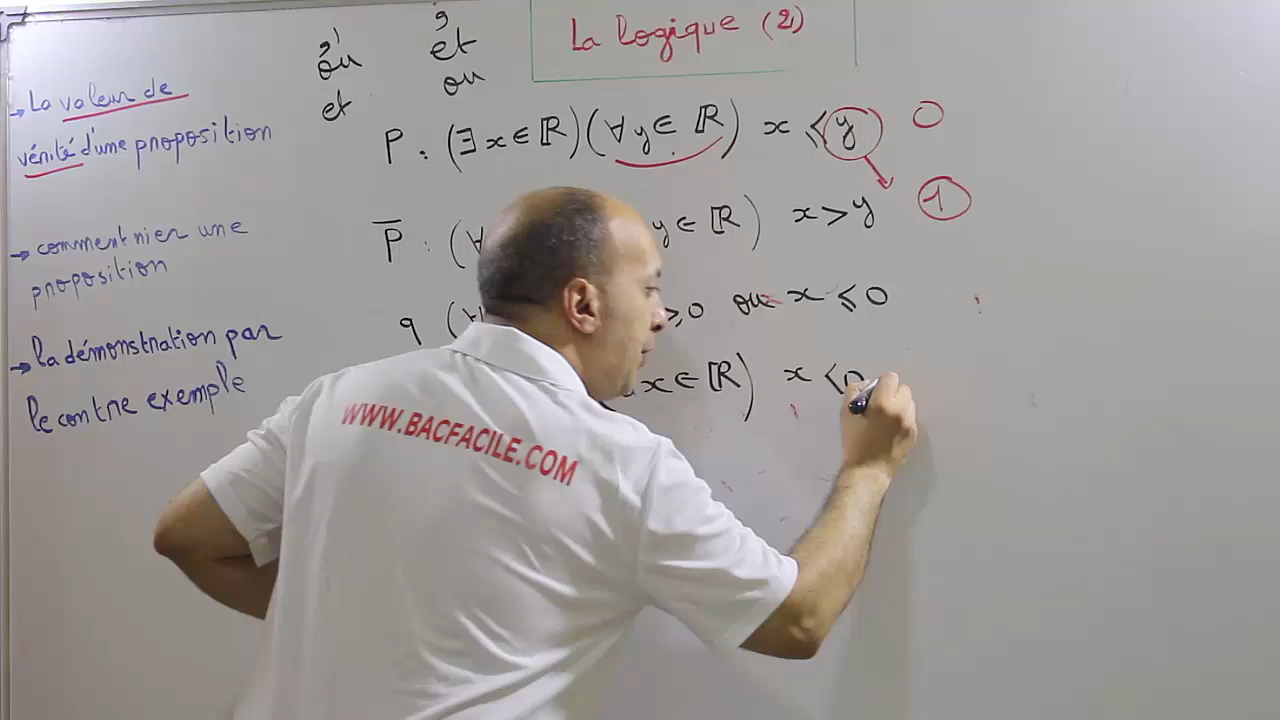 La logique (2)
où et
ou ou
et
P : (∃x∈ℝ)(∀y∈ℝ) x ⩽ y 0
1
P̅ : (∀ y∈ℝ) x > y
q (∀ ⩾0 ou x ⩽ 0
x∈ℝ) x <0
→ La valeur de
vérité d'une proposition
→ comment nier une
proposition
→ la démonstration par
le contre exemple
WWW.BACFACILE.COM